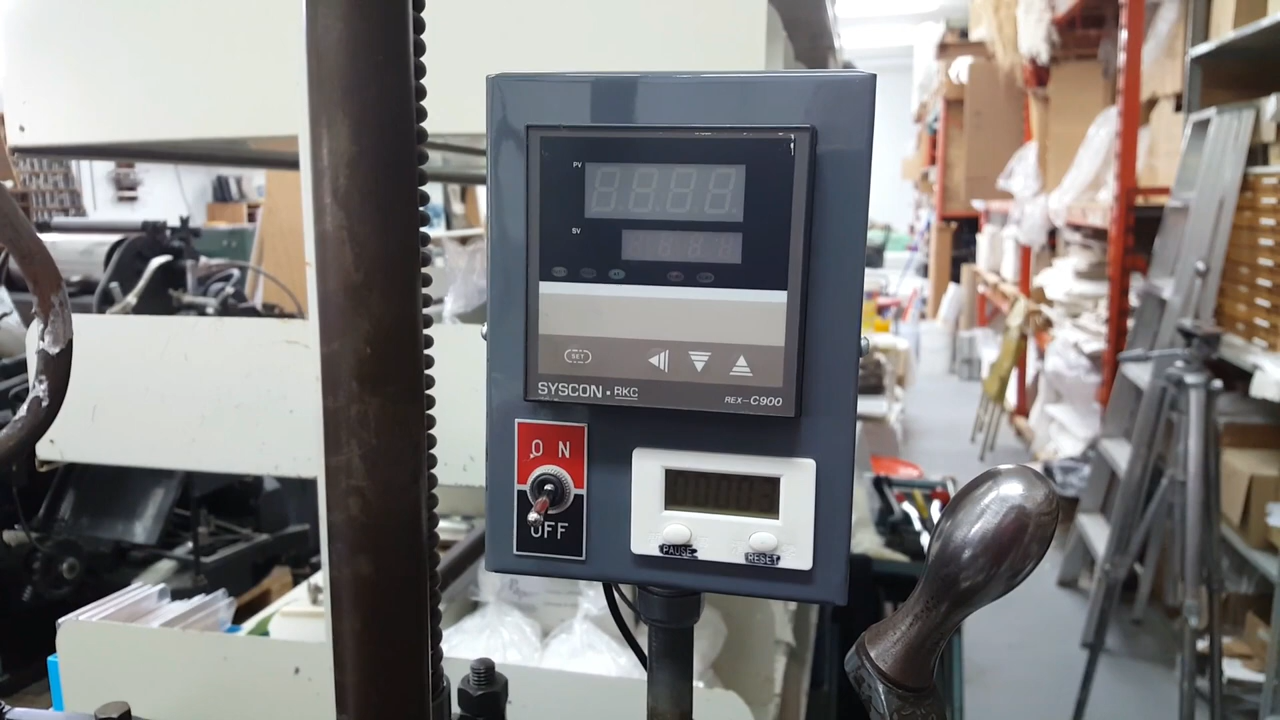 PV
SV
SET
SYSCON · RKC
REX-C900
ON
OFF
PAUSE
RESET